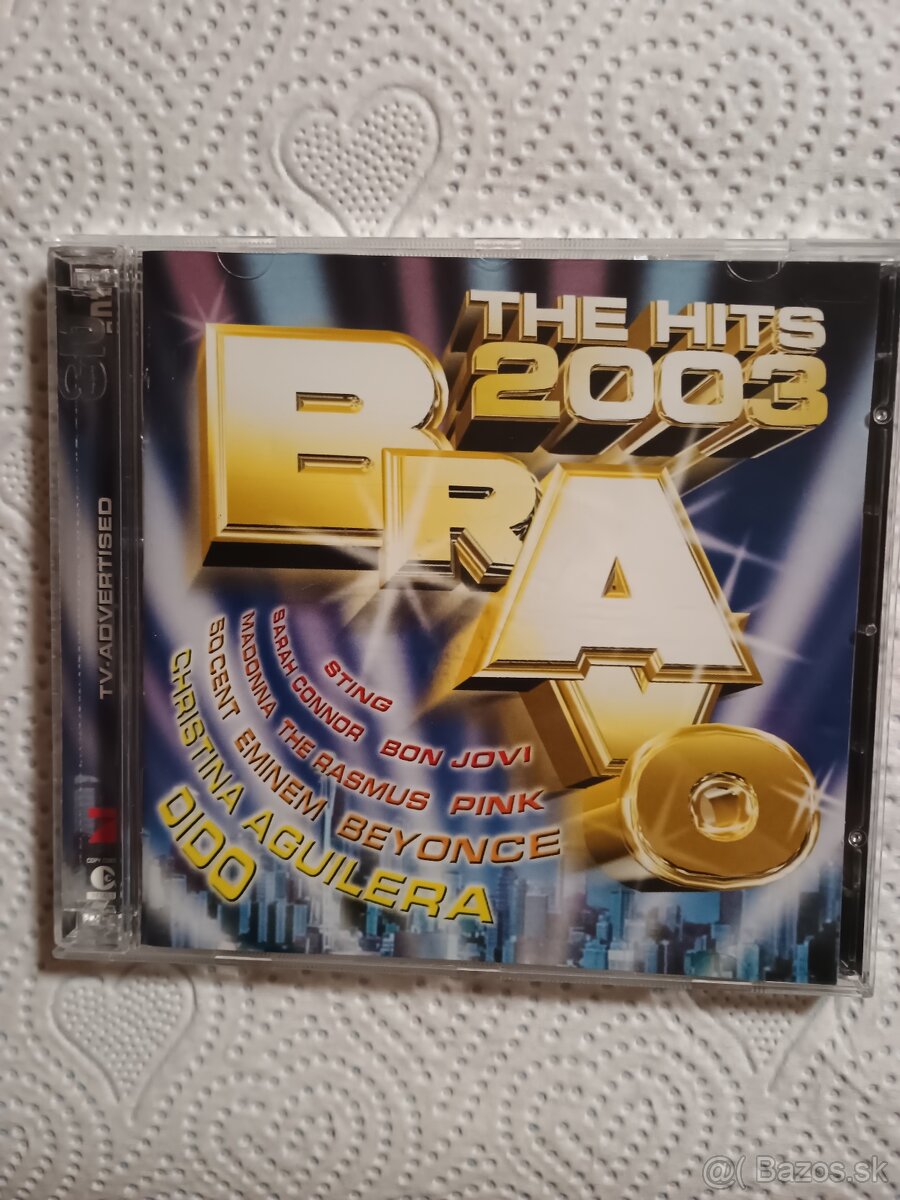 THE HITS
2003
BRAVO
TV-ADVERTISED
STING
SARAH CONNOR BON JOVI
MADONNA THE RASMUS PINK
50 CENT EMINEM BEYONCE
CHRISTINA AGUILERA
DIDO
@( Bazos.sk